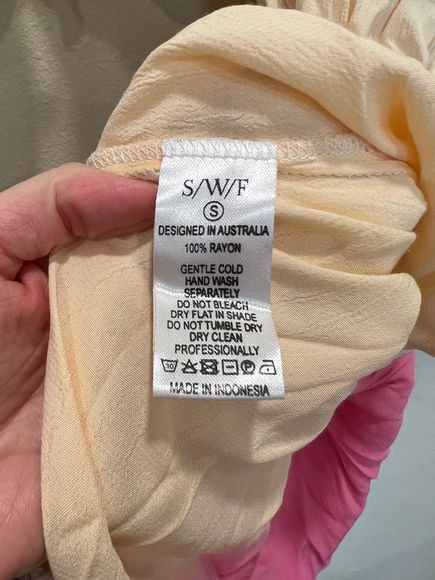 S/W/F
S
DESIGNED IN AUSTRALIA
100% RAYON
GENTLE COLD
HAND WASH
SEPARATELY
DO NOT BLEACH
DRY FLAT IN SHADE
DO NOT TUMBLE DRY
DRY CLEAN
PROFESSIONALLY
30
MADE IN INDONESIA